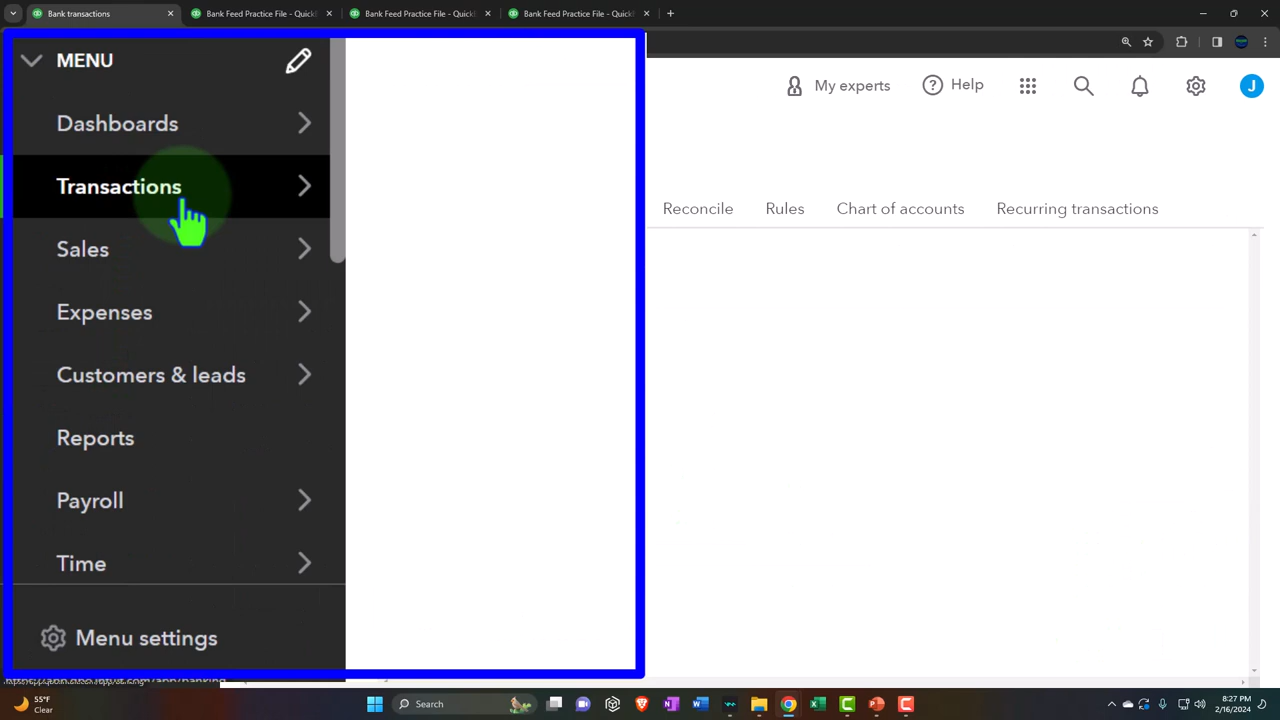 Bank transactions
Bank Feed Practice File - Quick
Bank Feed Practice File - Quick
Bank Feed Practice File - Quick
MENU
Dashboards
Transactions
Sales
Expenses
Customers & leads
Reports
Payroll
Time
Menu settings
My experts
Help
J
Reconcile Rules Chart of accounts Recurring transactions
55°F
Clear
Search
8:27 PM
2/16/2024